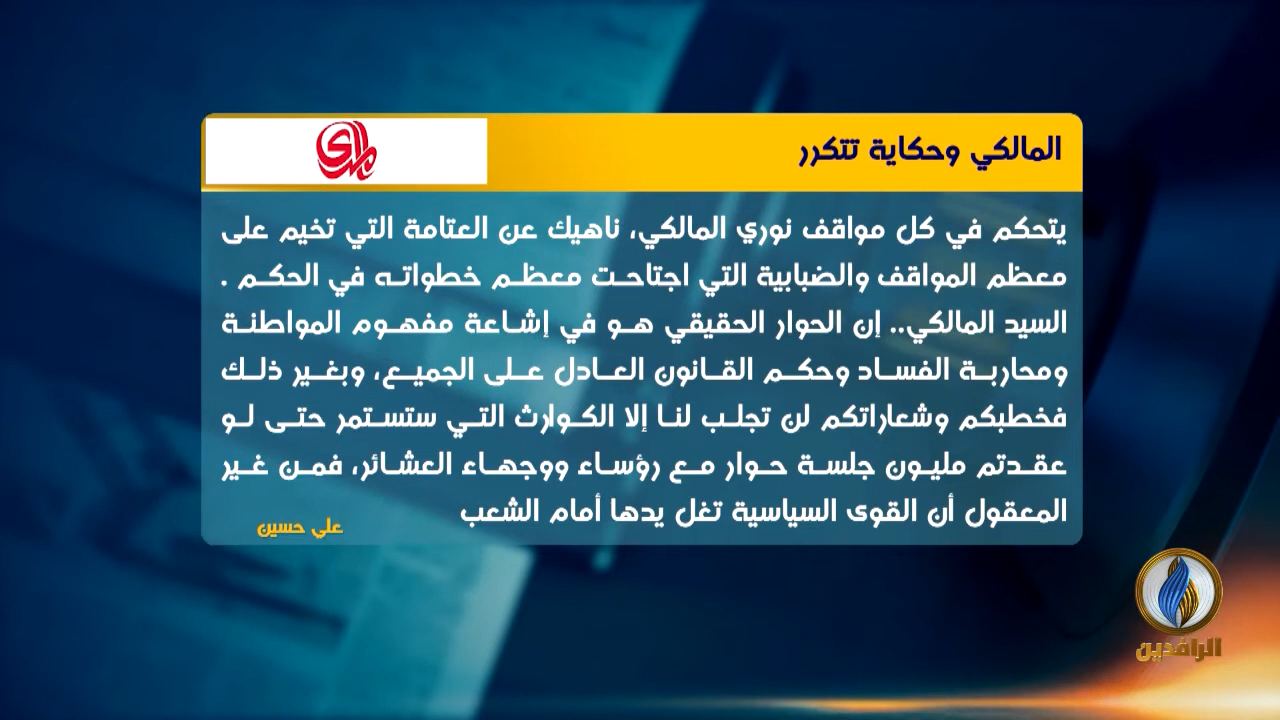 المالكي وحكاية تتكرر
المدى
يتحكم في كل مواقف نوري المالكي، ناهيك عن العتامة التي تخيم على
معظم المواقف والضبابية التي اجتاحت معظم خطواته في الحكم .
السيد المالكي.. إن الحوار الحقيقي هو في إشاعة مفهوم المواطنة
ومحاربة الفساد وحكم القانون العادل على الجميع، وبغير ذلك
فخطبكم وشعاراتكم لن تجلب لنا إلا الكوارث التي ستستمر حتى لو
عقدتم مليون جلسة حوار مع رؤساء ووجهاء العشائر، فمن غير
المعقول أن القوى السياسية تغل يدها أمام الشعب
علي حسين
الرافدين